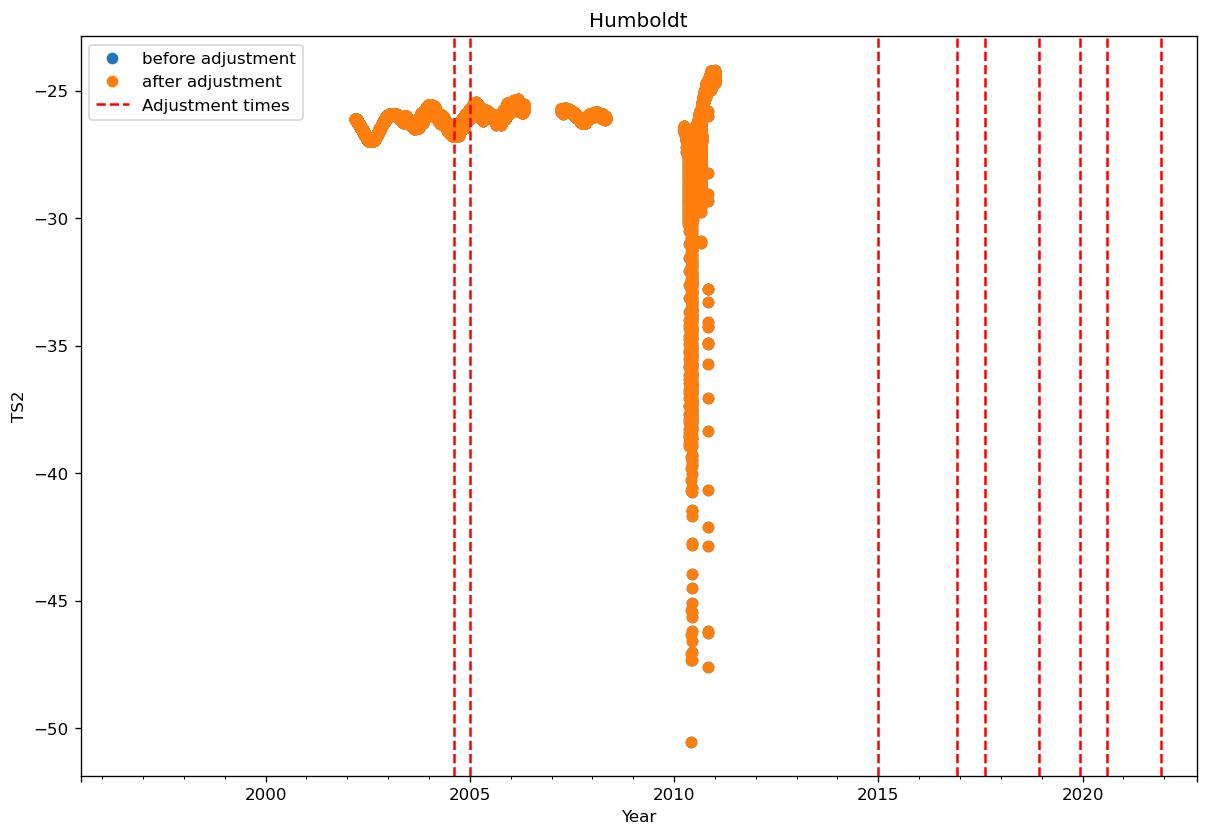 Humboldt
before adjustment
after adjustment
Adjustment times
TS2
−25
−30
−35
−40
−45
−50
2000 2005 2010 2015 2020
Year